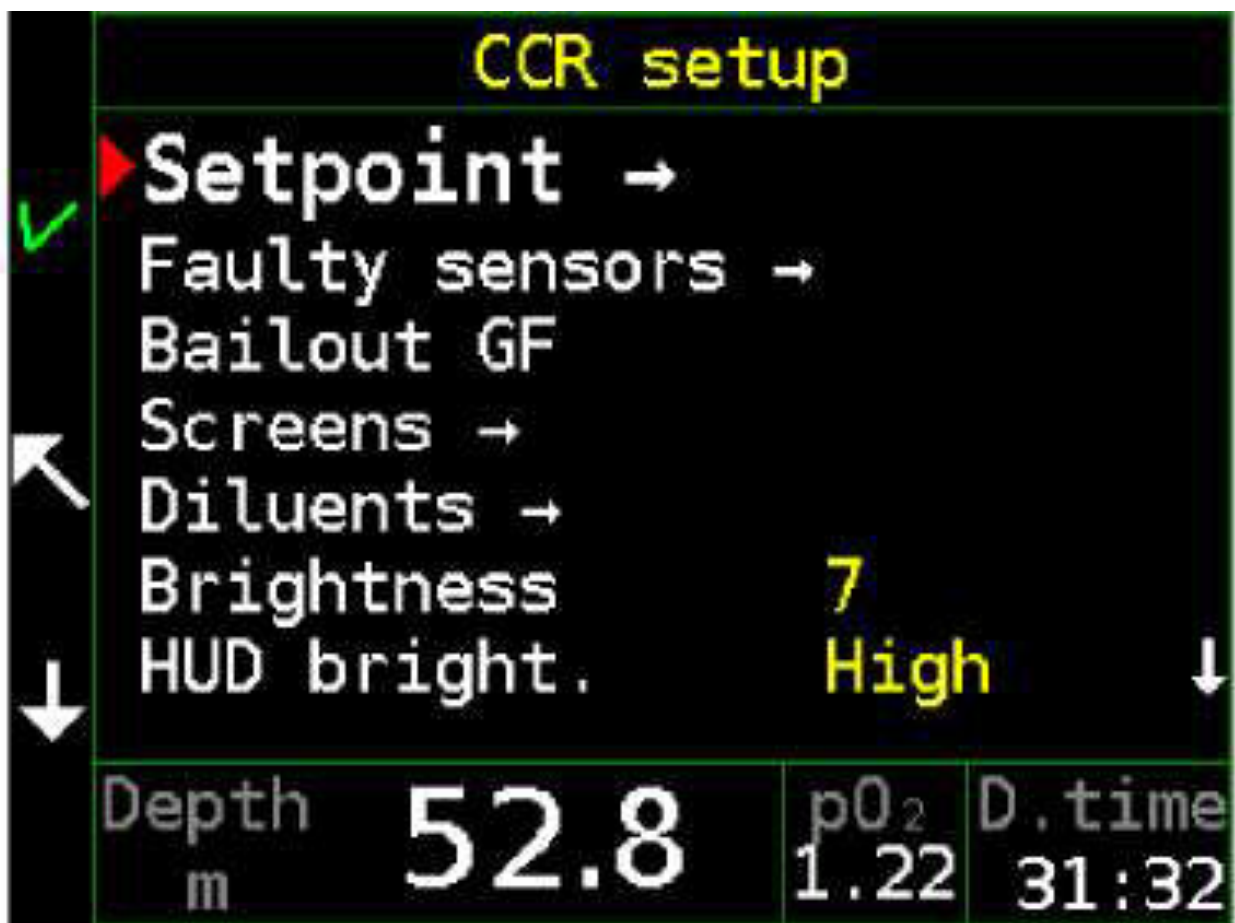 CCR setup
Setpoint →
Faulty sensors →
Bailout GF
Screens →
Diluents →
Brightness 7
HUD bright. High
Depth m 52.8
pO₂ 1.22
D.time 31:32